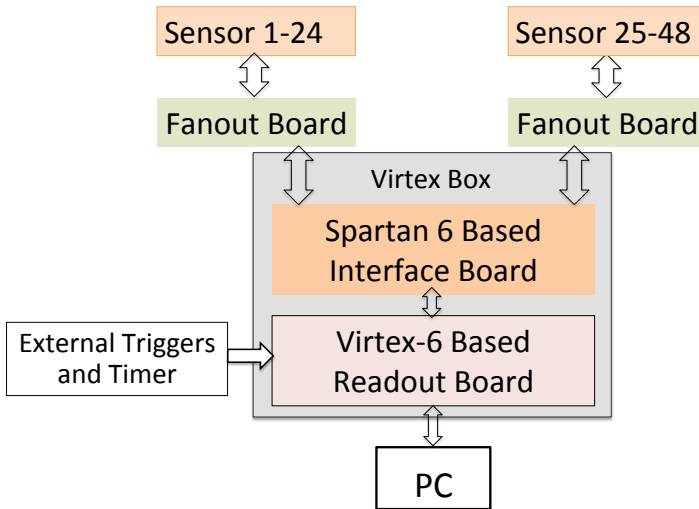 Sensor 1-24
Sensor 25-48
Fanout Board
Fanout Board
Virtex Box
Spartan 6 Based
Interface Board
External Triggers
and Timer
Virtex-6 Based
Readout Board
PC